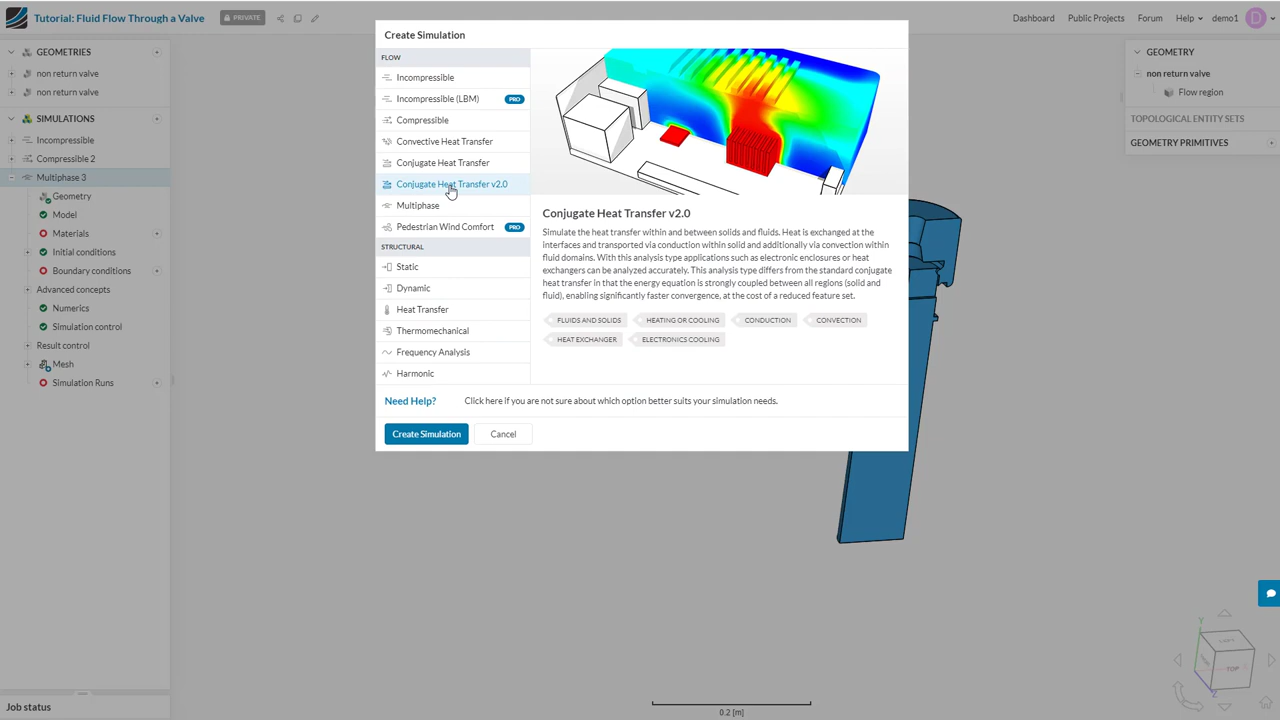 Tutorial: Fluid Flow Through a Valve
PRIVATE
Dashboard
Public Projects
Forum
Help
demo1
D
GEOMETRIES
non return valve
non return valve
SIMULATIONS
Incompressible
Compressible 2
Multiphase 3
Geometry
Model
Materials
Initial conditions
Boundary conditions
Advanced concepts
Numerics
Simulation control
Result control
Mesh
Simulation Runs
Job status
Create Simulation
FLOW
Incompressible
Incompressible (LBM)
PRO
Compressible
Convective Heat Transfer
Conjugate Heat Transfer
Conjugate Heat Transfer v2.0
Multiphase
Pedestrian Wind Comfort
PRO
STRUCTURAL
Static
Dynamic
Heat Transfer
Thermomechanical
Frequency Analysis
Harmonic
Conjugate Heat Transfer v2.0
Simulate the heat transfer within and between solids and fluids. Heat is exchanged at the
interfaces and transported via conduction within solid and additionally via convection within
fluid domains. With this analysis type applications such as electronic enclosures or heat
exchangers can be analyzed accurately. This analysis type differs from the standard conjugate
heat transfer in that the energy equation is strongly coupled between all regions (solid and
fluid), enabling significantly faster convergence, at the cost of a reduced feature set.
FLUIDS AND SOLIDS
HEATING OR COOLING
CONDUCTION
CONVECTION
HEAT EXCHANGER
ELECTRONICS COOLING
Need Help?
Click here if you are not sure about which option better suits your simulation needs.
Create Simulation
Cancel
GEOMETRY
non return valve
Flow region
TOPOLOGICAL ENTITY SETS
GEOMETRY PRIMITIVES
0.2 [m]
Y
LEFT
TOP
Z